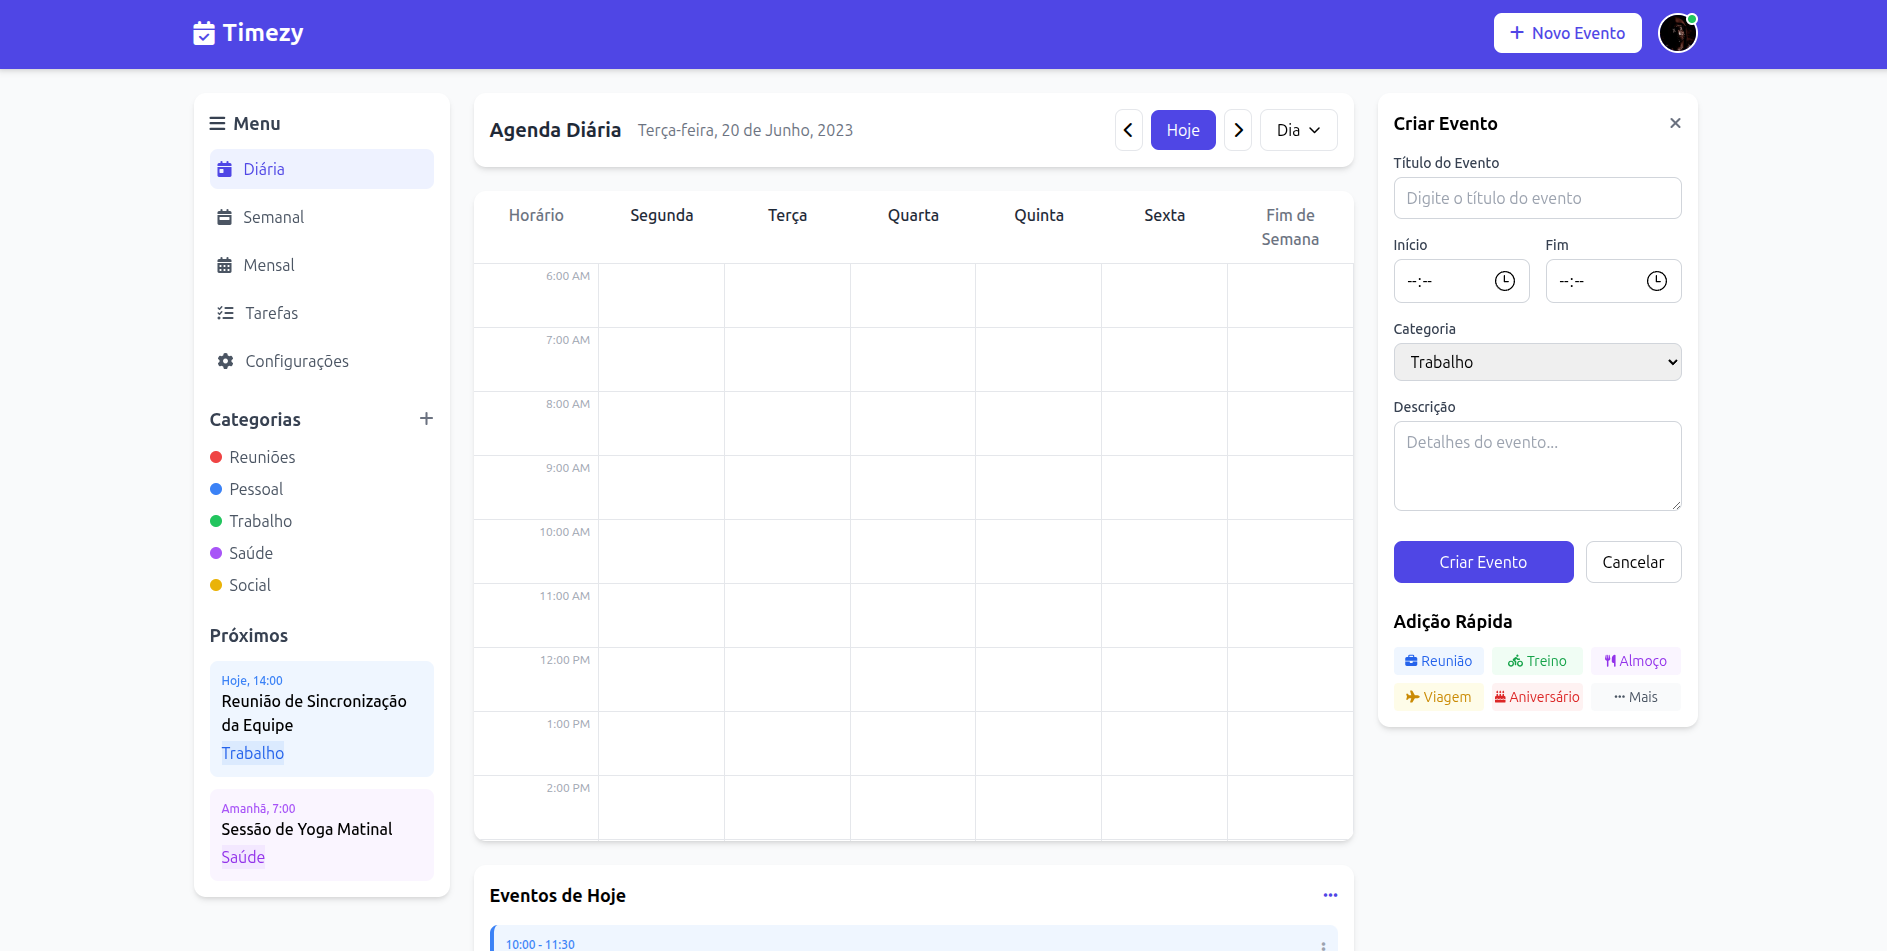 Timezy
Novo Evento
Menu
Diária
Semanal
Mensal
Tarefas
Configurações
Categorias
Reuniões
Pessoal
Trabalho
Saúde
Social
Próximos
Hoje, 14:00
Reunião de Sincronização
da Equipe
Trabalho
Amanhã, 7:00
Sessão de Yoga Matinal
Saúde
Agenda Diária Terça-feira, 20 de Junho, 2023
Hoje
Dia
Horário Segunda Terça Quarta Quinta Sexta Fim de
Semana
6:00 AM
7:00 AM
8:00 AM
9:00 AM
10:00 AM
11:00 AM
12:00 PM
1:00 PM
2:00 PM
Eventos de Hoje
10:00 - 11:30
Criar Evento
Título do Evento
Digite o título do evento
Início Fim
--:-- --:--
Categoria
Trabalho
Descrição
Detalhes do evento...
Criar Evento Cancelar
Adição Rápida
Reunião Treino Almoço
Viagem Aniversário Mais